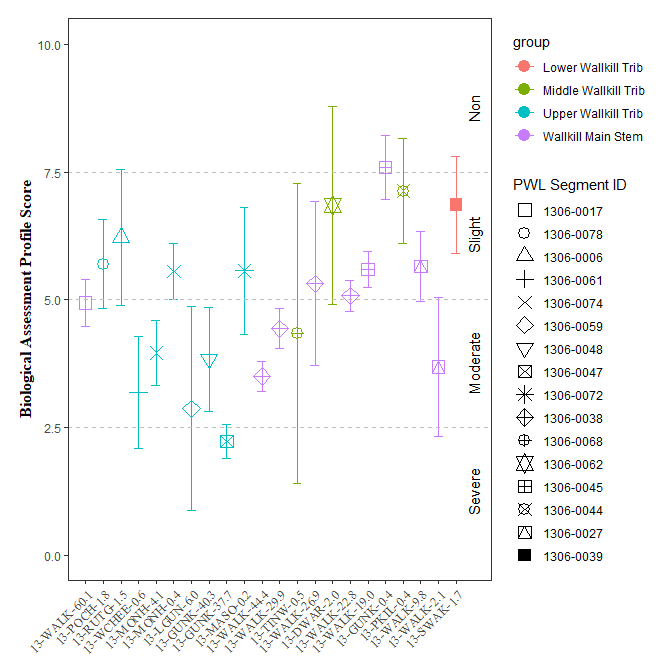 Biological Assessment Profile Score
10.0
7.5
5.0
2.5
0.0
Non
Slight
Moderate
Severe
13-WALK-60.1
13-POCH-1.8
13-RUTG-1.5
13-WCHEE-0.6
13-MONH-4.1
13-MONH-0.4
13-LGUN-6.0
13-GUNK-40.3
13-GUNK-37.7
13-MASO-0.2
13-WALK-44.4
13-WALK-29.9
13-TINW-0.5
13-WALK-26.9
13-DWAR-2.0
13-WALK-22.8
13-WALK-19.0
13-GUNK-0.4
13-PKIL-0.4
13-WALK-9.8
13-WALK-2.1
13-SWAK-1.7
group
Lower Wallkill Trib
Middle Wallkill Trib
Upper Wallkill Trib
Wallkill Main Stem
PWL Segment ID
1306-0017
1306-0078
1306-0006
1306-0061
1306-0074
1306-0059
1306-0048
1306-0047
1306-0072
1306-0038
1306-0068
1306-0062
1306-0045
1306-0044
1306-0027
1306-0039